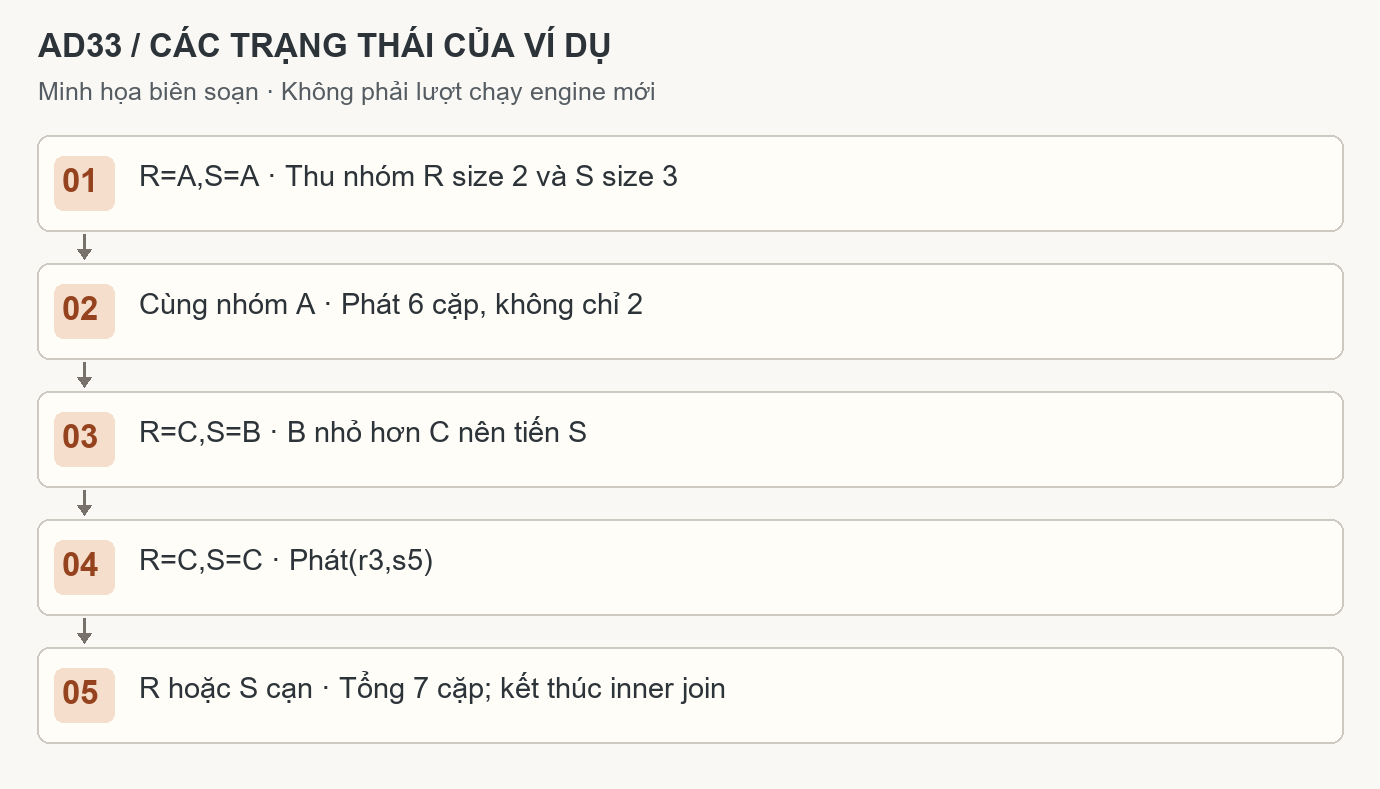 AD33 / CÁC TRẠNG THÁI CỦA VÍ DỤ
Minh họa biên soạn · Không phải lượt chạy engine mới
01 R=A,S=A · Thu nhóm R size 2 và S size 3
02 Cùng nhóm A · Phát 6 cặp, không chỉ 2
03 R=C,S=B · B nhỏ hơn C nên tiến S
04 R=C,S=C · Phát(r3,s5)
05 R hoặc S cạn · Tổng 7 cặp; kết thúc inner join